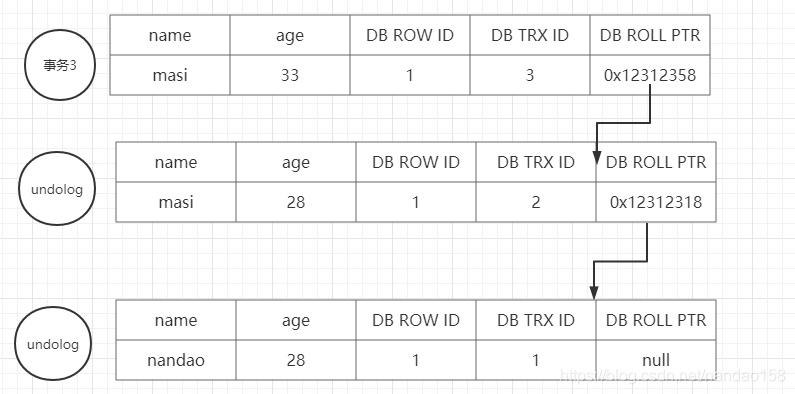 事务3
name age DB ROW ID DB TRX ID DB ROLL PTR
masi 33 1 3 0x12312358
undolog
name age DB ROW ID DB TRX ID DB ROLL PTR
masi 28 1 2 0x12312318
undolog
name age DB ROW ID DB TRX ID DB ROLL PTR
nandao 28 1 1 null
https://blog.csdn.net/nandao158